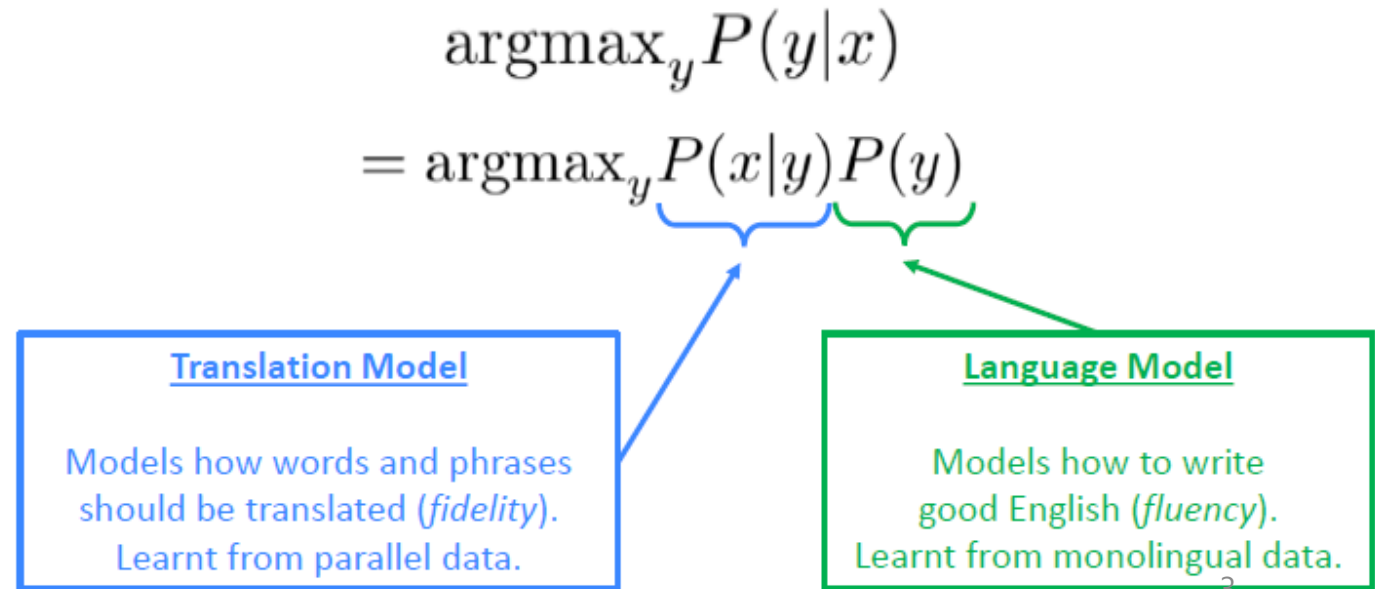 argmax_y P(y|x)
= argmax_y P(x|y)P(y)
Translation Model
Models how words and phrases
should be translated (fidelity).
Learnt from parallel data.
Language Model
Models how to write
good English (fluency).
Learnt from monolingual data.